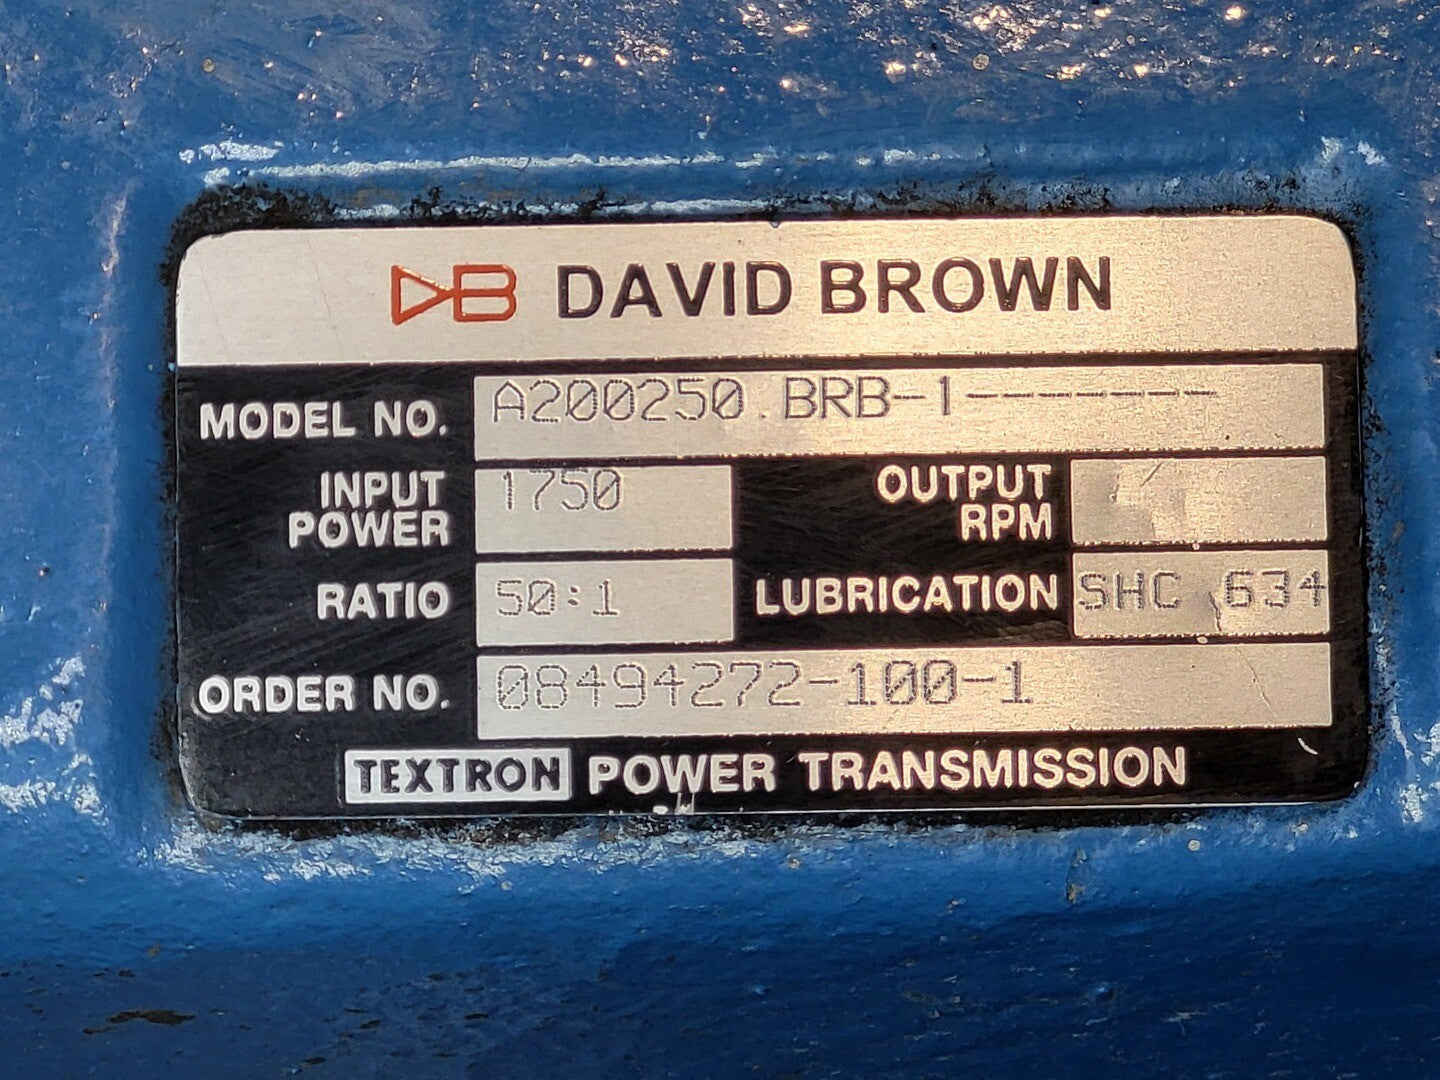 DB DAVID BROWN
MODEL NO. A200250.BRB-1-------
INPUT POWER 1750
OUTPUT RPM
RATIO 50:1
LUBRICATION SHC 634
ORDER NO. 08494272-100-1
TEXTRON POWER TRANSMISSION